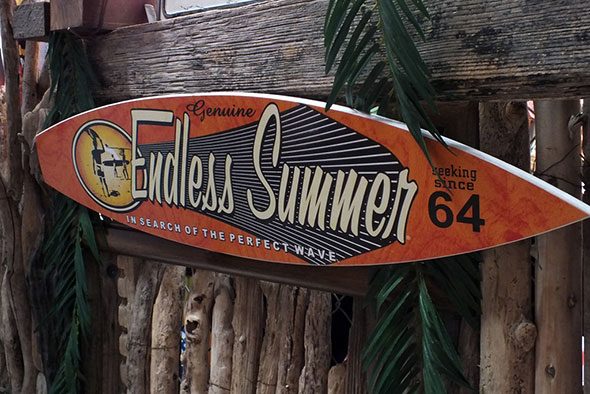 Genuine
Endless Summer
IN SEARCH OF THE PERFECT WAVE
seeking
since
64